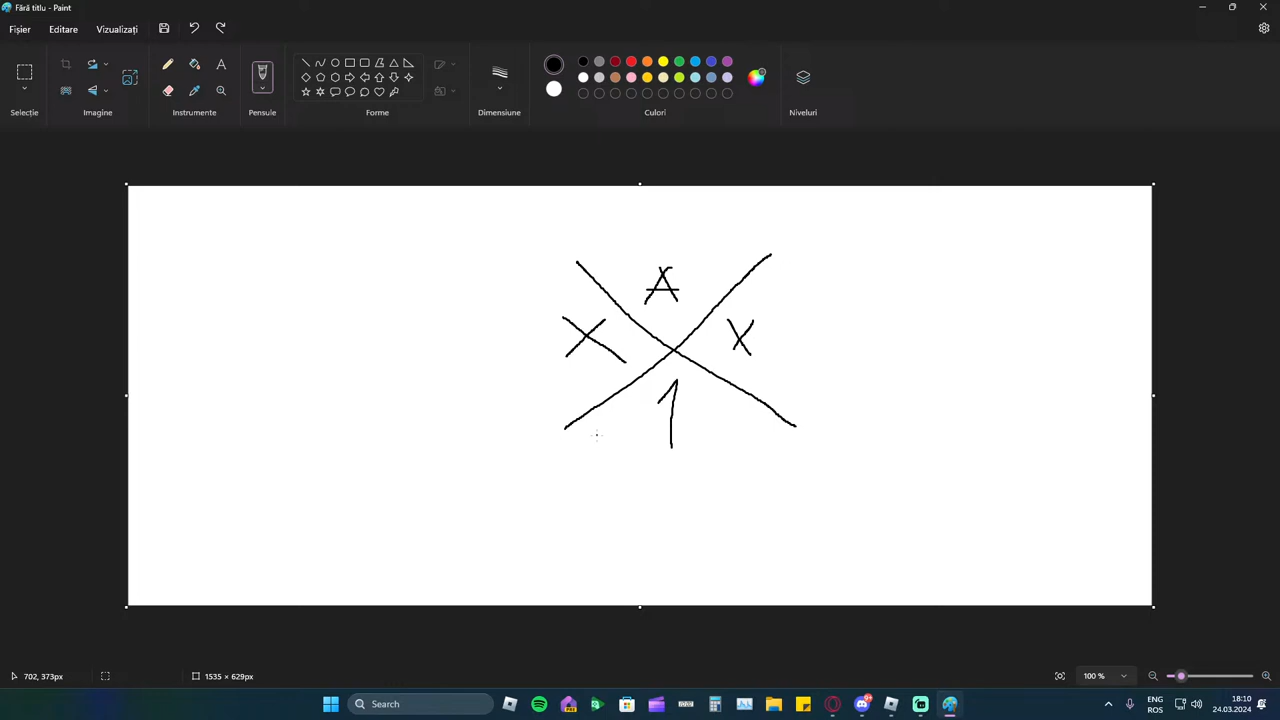 Fără titlu - Paint
Fișier Editare Vizualizați
Selecție Imagine Instrumente Pensule Forme Dimensiune Culori Niveluri
A
X X
1
702, 373px 1535 × 629px 100 %
Search
ENG
ROS
18:10
24.03.2024